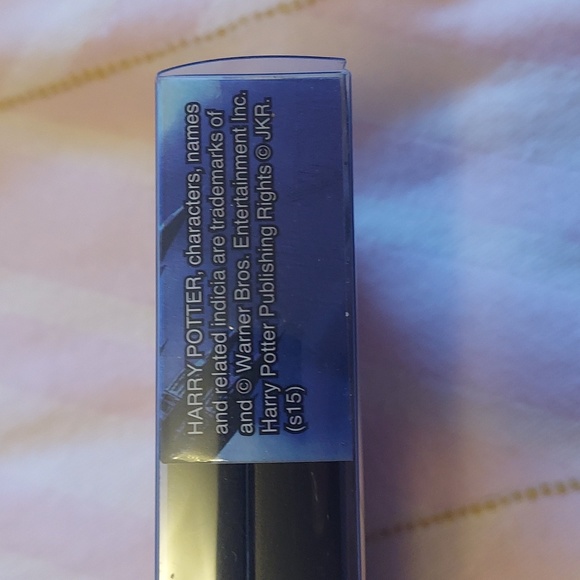 HARRY POTTER, characters, names
and related indicia are trademarks of
and © Warner Bros. Entertainment Inc.
Harry Potter Publishing Rights © JKR.
(s15)